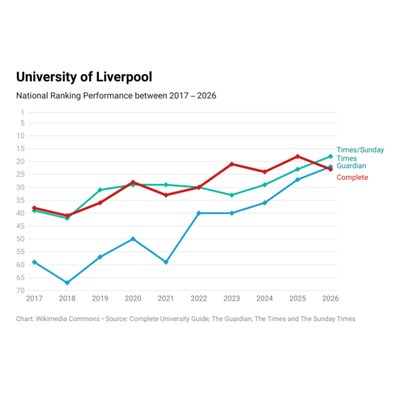 University of Liverpool
National Ranking Performance between 2017 – 2026
1
5
10
15
20
25
30
35
40
45
50
55
60
65
70
Times/Sunday
Times
Guardian
Complete
2017 2018 2019 2020 2021 2022 2023 2024 2025 2026
Chart: Wikimedia Commons • Source: Complete University Guide; The Guardian; The Times and The Sunday Times